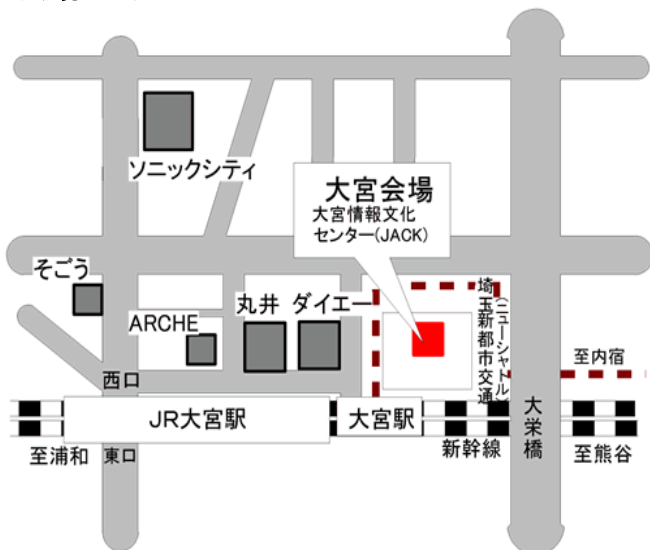 ソニックシティ
大宮会場
大宮情報文化
センター(JACK)
そごう
ARCHE
丸井
ダイエー
埼玉新都市交通
(ニューシャトル)
至内宿
西口
JR大宮駅
大宮駅
大栄橋
至浦和
東口
新幹線
至熊谷